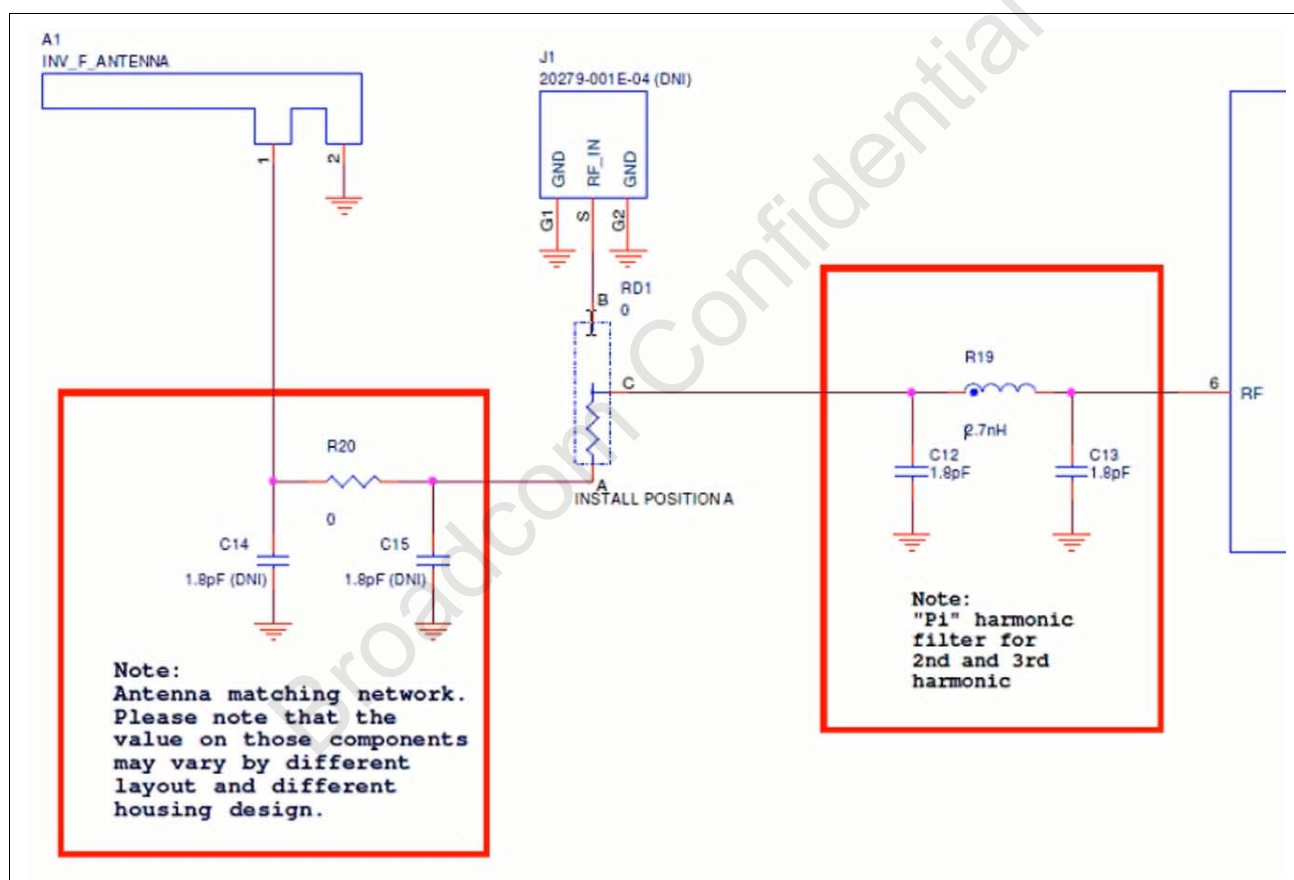 A1
INV_F_ANTENNA
1
2
J1
20279-001E-04 (DNI)
GND
RF_IN
GND
G1
S
G2
B
RD1
0
C
A
INSTALL POSITION A
R20
0
C14
1.8pF (DNI)
C15
1.8pF (DNI)
Note:
Antenna matching network.
Please note that the
value on those components
may vary by different
layout and different
housing design.
R19
2.7nH
C12
1.8pF
C13
1.8pF
6
RF
Note:
"Pi" harmonic
filter for
2nd and 3rd
harmonic
Broadcom Confidential